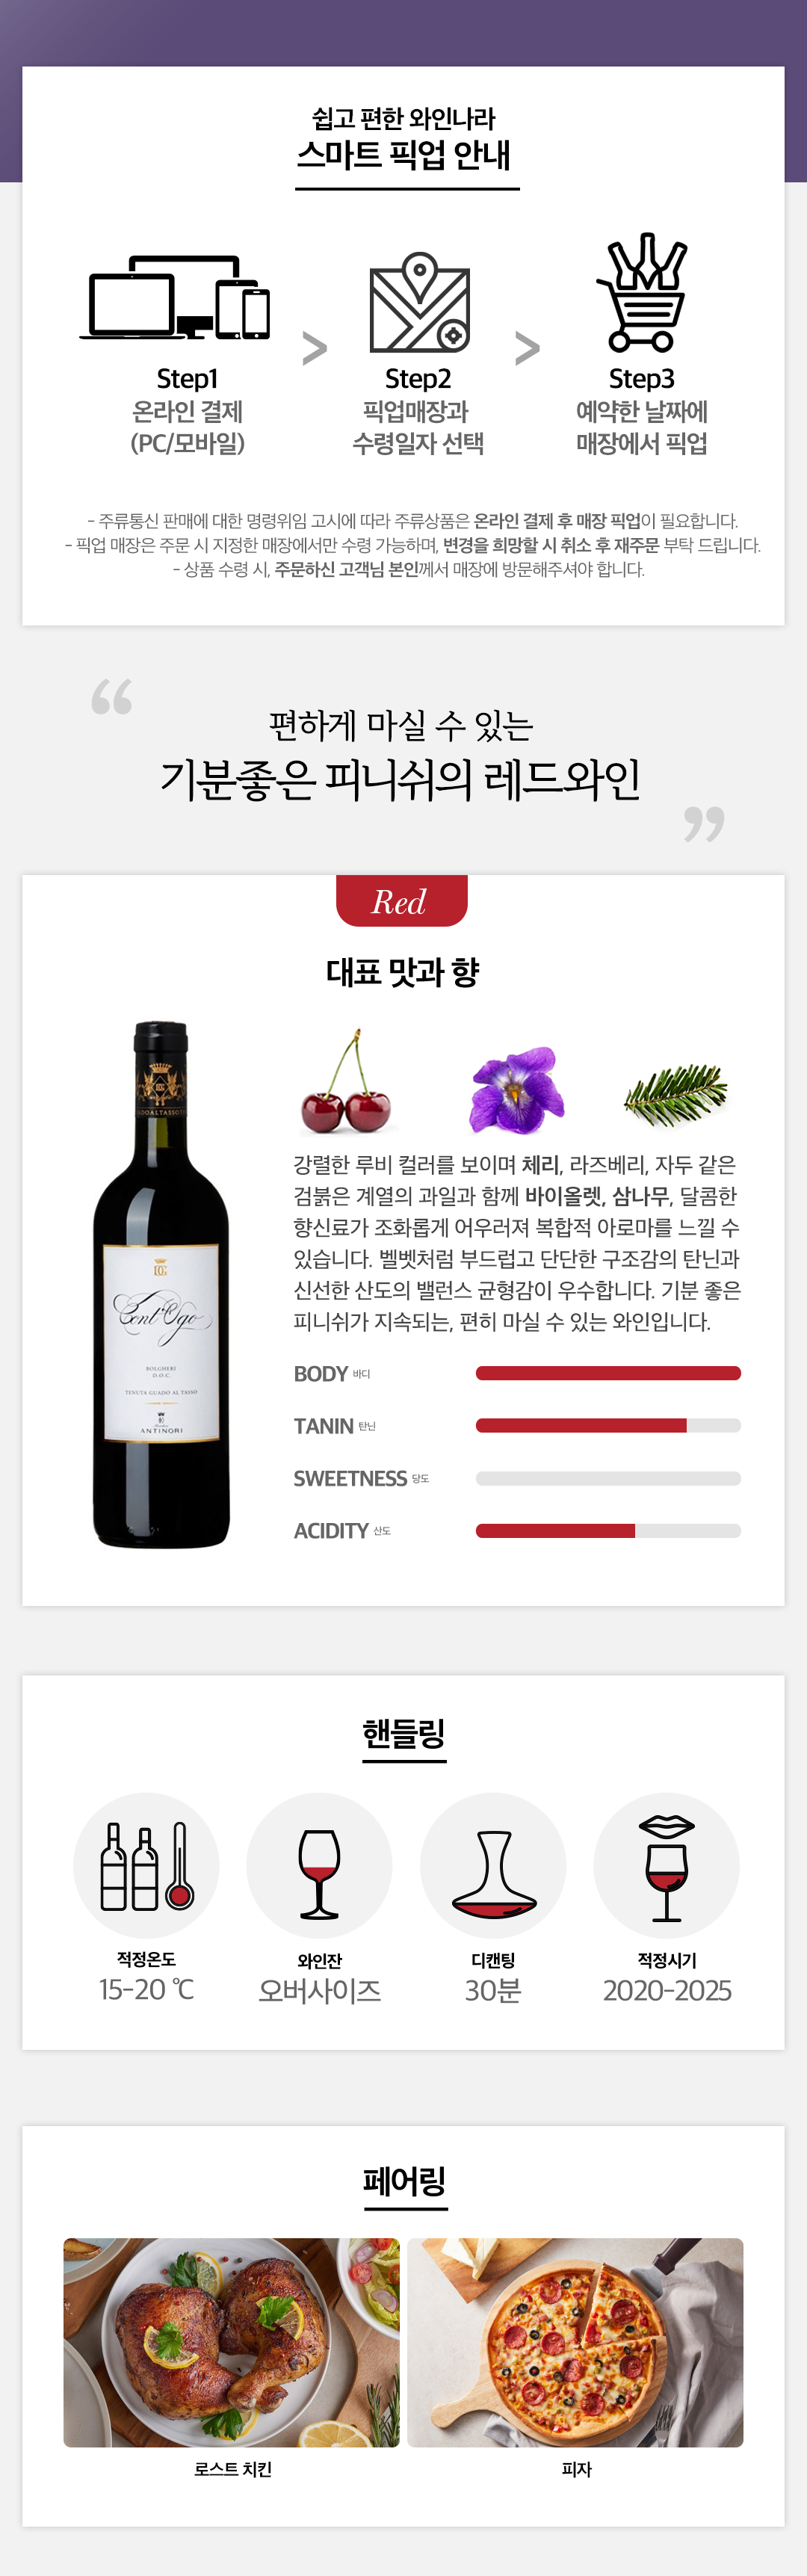 쉽고 편한 와인나라
스마트 픽업 안내
Step1
온라인 결제
(PC/모바일)
>
Step2
픽업매장과
수령일자 선택
>
Step3
예약한 날짜에
매장에서 픽업
- 주류통신 판매에 대한 명령위임 고시에 따라 주류상품은 온라인 결제 후 매장 픽업이 필요합니다.
- 픽업 매장은 주문 시 지정한 매장에서만 수령 가능하며, 변경을 희망할 시 취소 후 재주문 부탁 드립니다.
- 상품 수령 시, 주문하신 고객님 본인께서 매장에 방문해주셔야 합니다.
“
편하게 마실 수 있는
기분좋은 피니쉬의 레드와인
”
Red
대표 맛과 향
Cont'Ugo
BOLGHERI
D.O.C.
TENUTA GUADO AL TASSO
ANTINORI
강렬한 루비 컬러를 보이며 체리, 라즈베리, 자두 같은
검붉은 계열의 과일과 함께 바이올렛, 삼나무, 달콤한
향신료가 조화롭게 어우러져 복합적 아로마를 느낄 수
있습니다. 벨벳처럼 부드럽고 단단한 구조감의 탄닌과
신선한 산도의 밸런스 균형감이 우수합니다. 기분 좋은
피니쉬가 지속되는, 편히 마실 수 있는 와인입니다.
BODY 바디
TANIN 탄닌
SWEETNESS 당도
ACIDITY 산도
핸들링
적정온도
15-20 ℃
와인잔
오버사이즈
디캔팅
30분
적정시기
2020-2025
페어링
로스트 치킨
피자